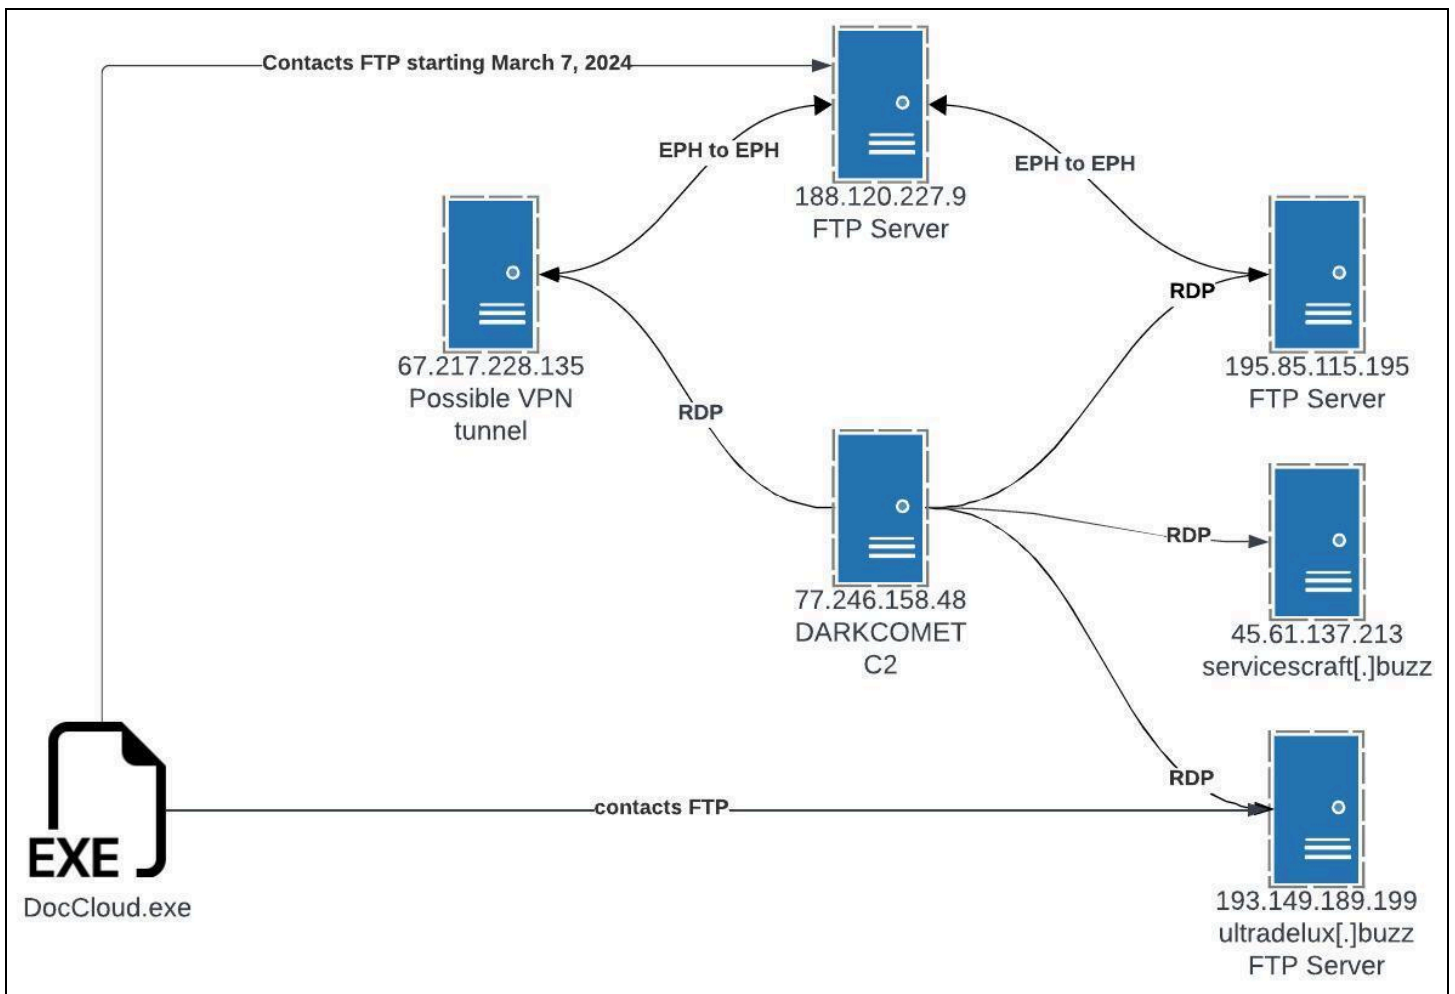 Contacts FTP starting March 7, 2024
EPH to EPH
EPH to EPH
188.120.227.9
FTP Server
RDP
67.217.228.135
Possible VPN
tunnel
195.85.115.195
FTP Server
RDP
RDP
77.246.158.48
DARKCOMET
C2
45.61.137.213
servicescraft[.]buzz
RDP
contacts FTP
EXE
DocCloud.exe
193.149.189.199
ultradelux[.]buzz
FTP Server